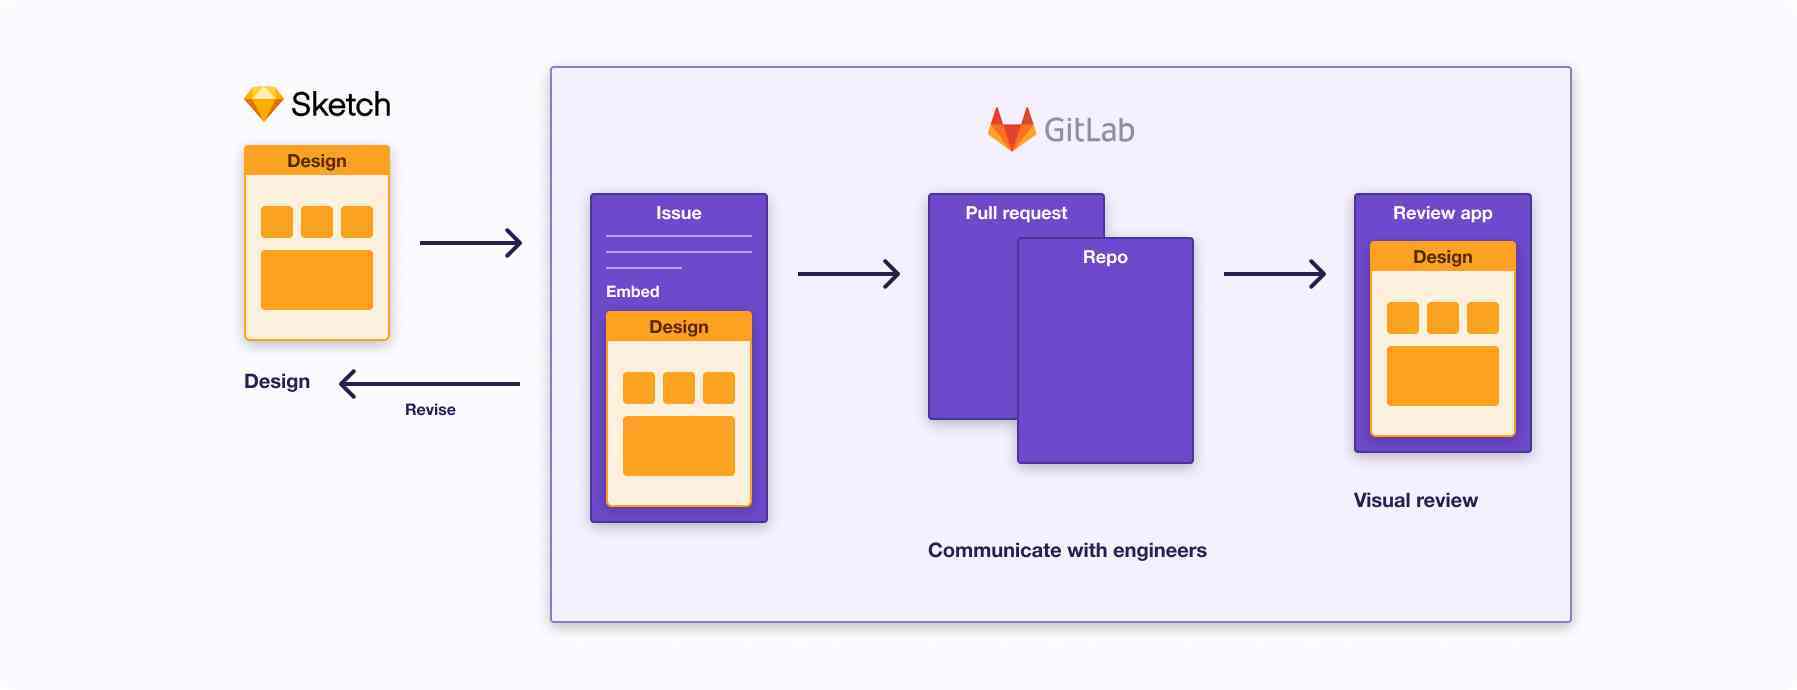 Sketch
Design
Design
Revise
GitLab
Issue
Embed
Design
Pull request
Repo
Review app
Design
Visual review
Communicate with engineers